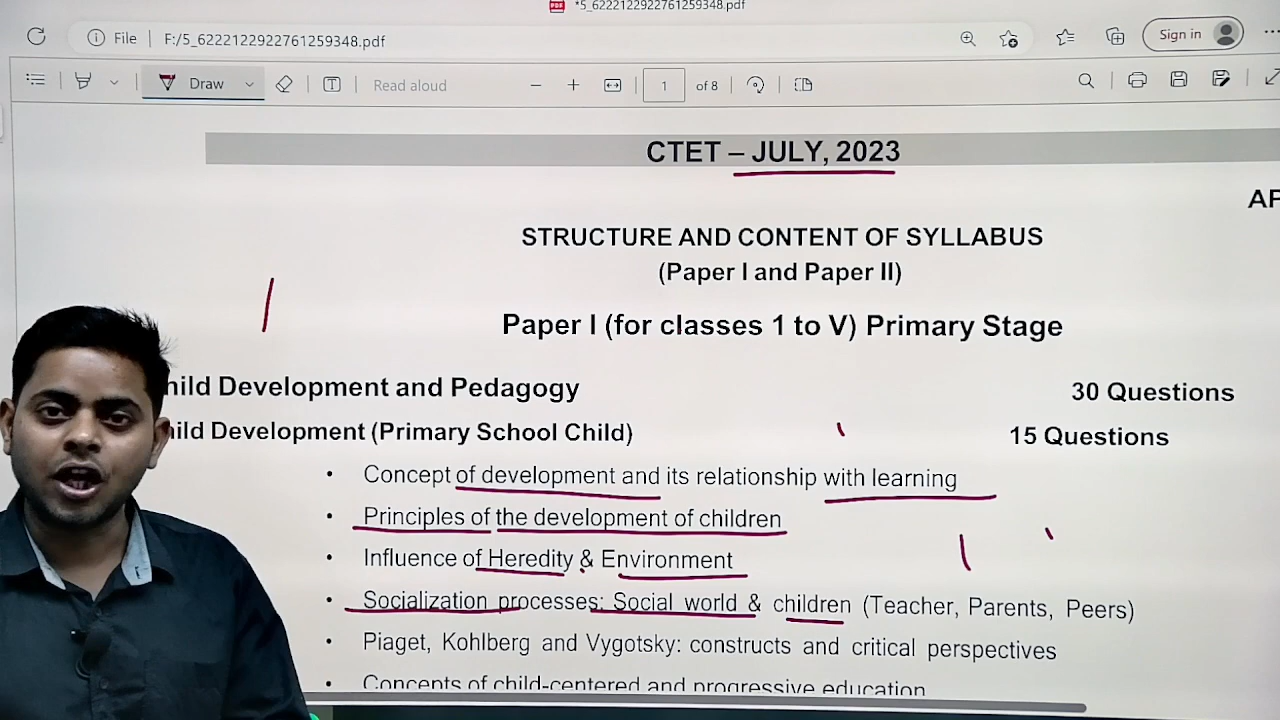 *5_6222122922761259348.pdf
File F:/5_6222122922761259348.pdf Sign in
Draw Read aloud 1 of 8
CTET – JULY, 2023
AP
STRUCTURE AND CONTENT OF SYLLABUS
(Paper I and Paper II)
Paper I (for classes 1 to V) Primary Stage
hild Development and Pedagogy 30 Questions
hild Development (Primary School Child) 15 Questions
• Concept of development and its relationship with learning
• Principles of the development of children
• Influence of Heredity & Environment
• Socialization processes: Social world & children (Teacher, Parents, Peers)
• Piaget, Kohlberg and Vygotsky: constructs and critical perspectives
• Concepts of child-centered and progressive education